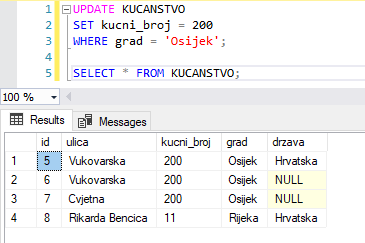 1 UPDATE KUCANSTVO
2 SET kucni_broj = 200
3 WHERE grad = 'Osijek';
4
5 SELECT * FROM KUCANSTVO;
100 %
Results Messages
id ulica kucni_broj grad drzava
1 5 Vukovarska 200 Osijek Hrvatska
2 6 Vukovarska 200 Osijek NULL
3 7 Cvjetna 200 Osijek NULL
4 8 Rikarda Bencica 11 Rijeka Hrvatska